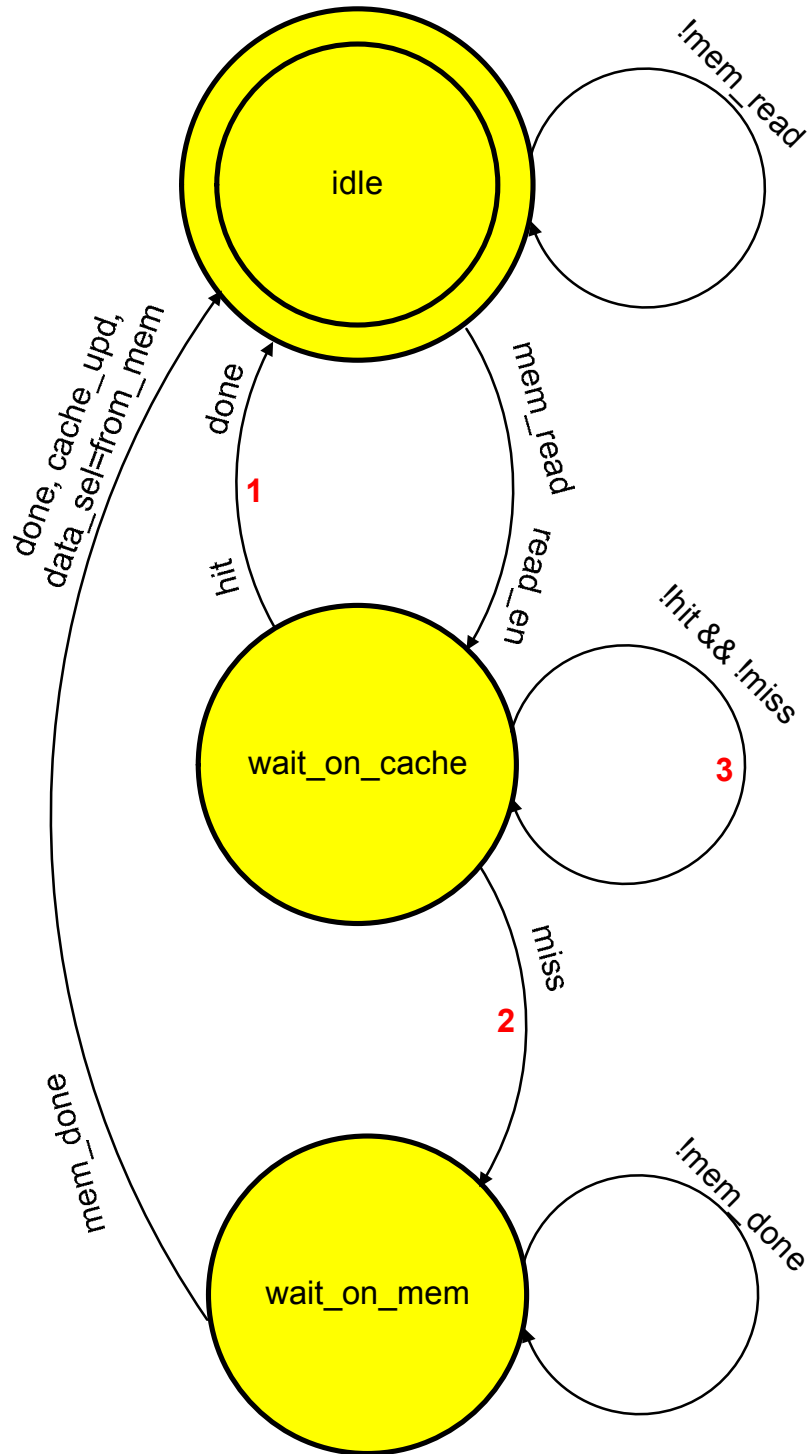 !mem_read
idle
done, cache_upd,
data_sel=from_mem
done
mem_read
1
hit
read_en
!hit && !miss
wait_on_cache
3
miss
2
mem_done
!mem_done
wait_on_mem